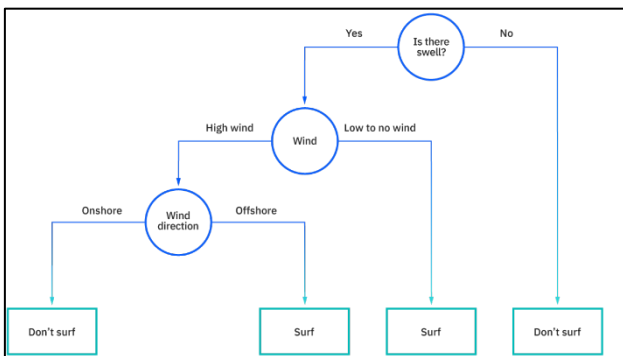 Yes
Is there
swell?
No
High wind
Wind
Low to no wind
Onshore
Wind
direction
Offshore
Don't surf
Surf
Surf
Don't surf